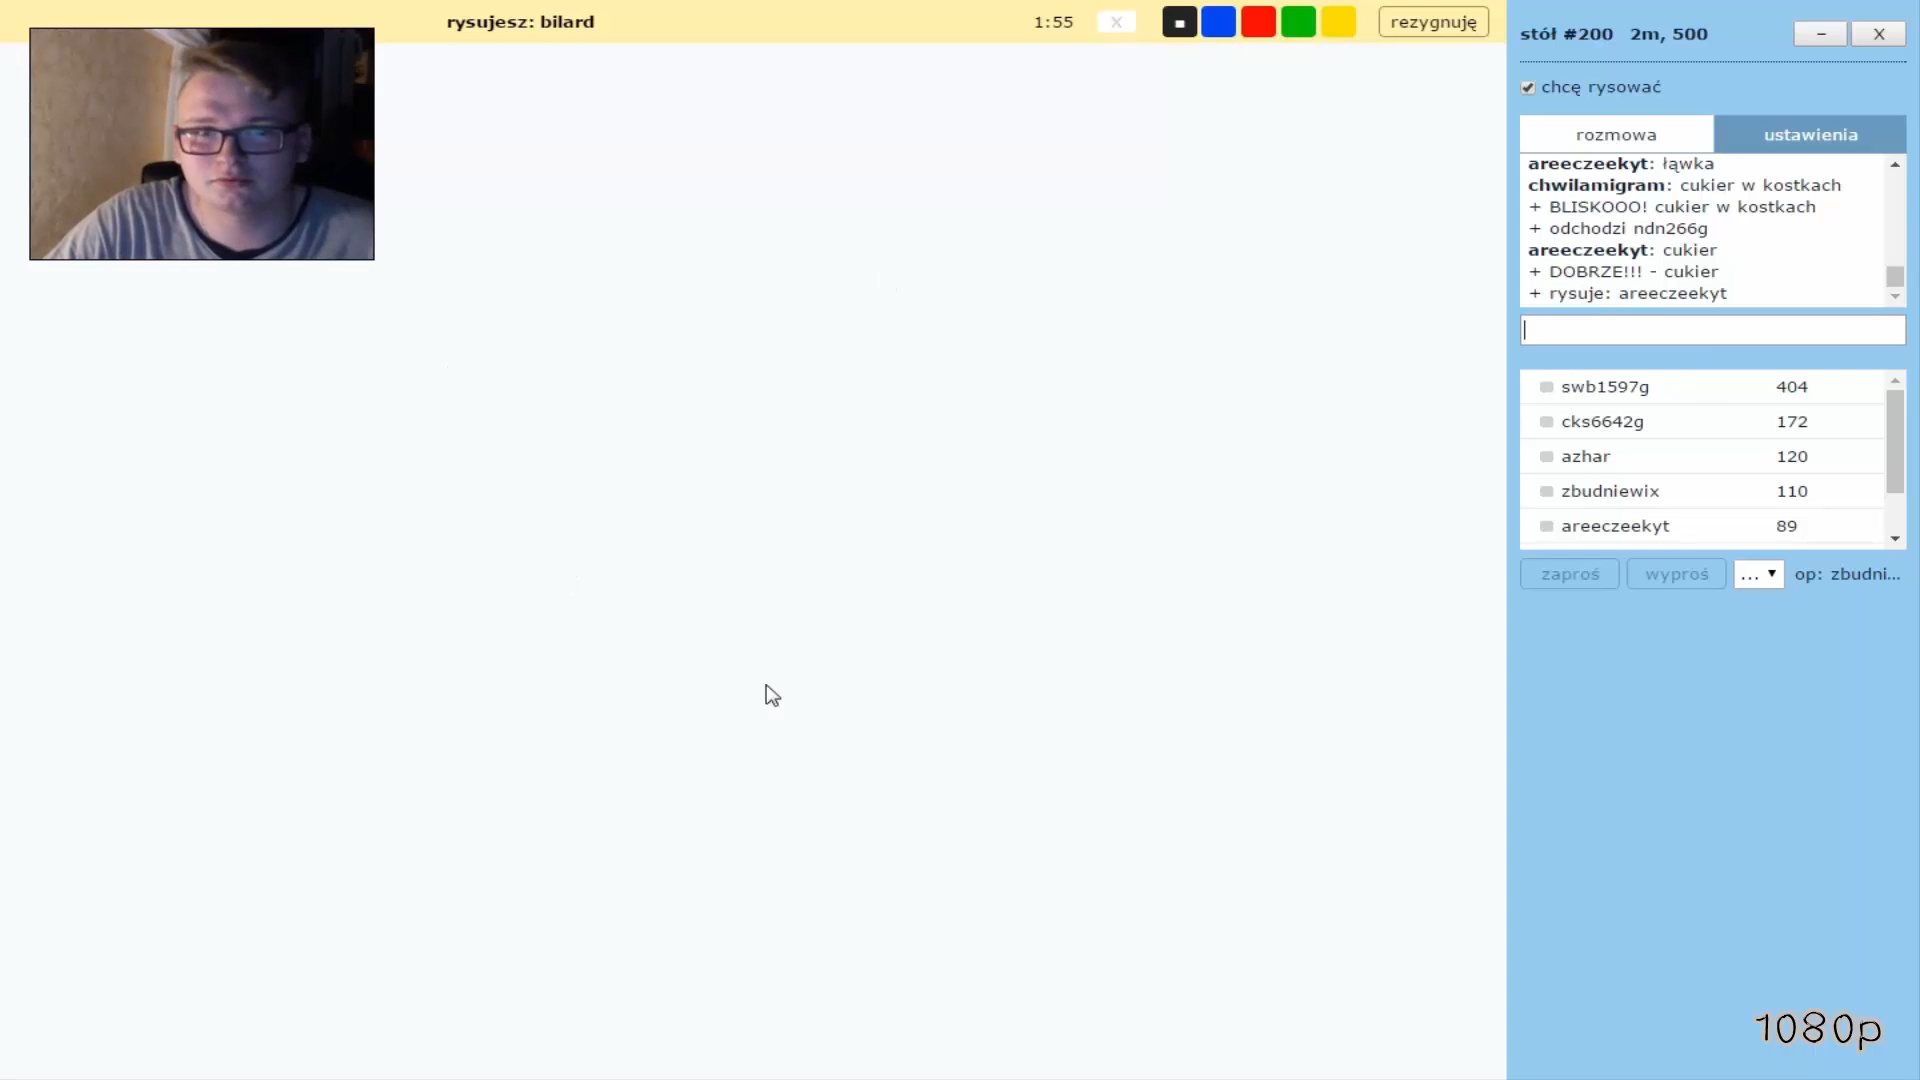 rysujesz: bilard
1:55
X
rezygnuję
stół #200 2m, 500
–
X
chcę rysować
rozmowa
ustawienia
areeczeekyt: łąwka
chwilamigram: cukier w kostkach
+ BLISKOOO! cukier w kostkach
+ odchodzi ndn266g
areeczeekyt: cukier
+ DOBRZE!!! - cukier
+ rysuje: areeczeekyt
swb1597g 404
cks6642g 172
azhar 120
zbudniewix 110
areeczeekyt 89
zaproś
wyproś
...
op: zbudni...
1080p